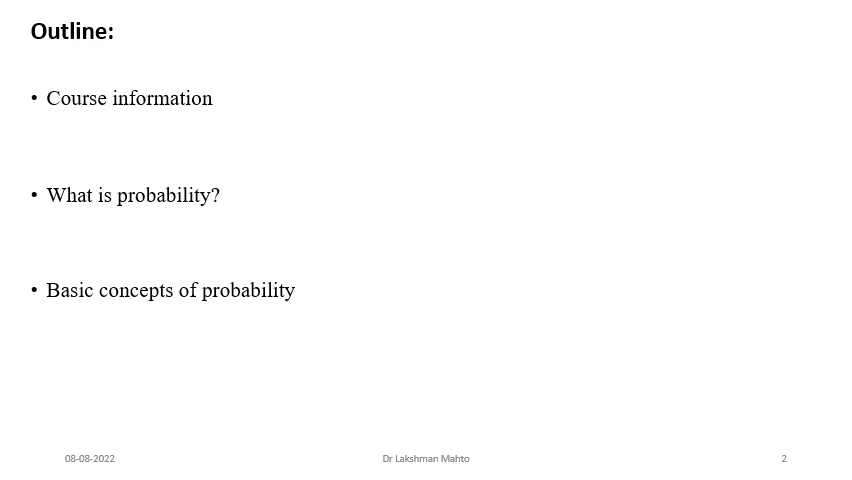 Outline:
• Course information
• What is probability?
• Basic concepts of probability
08-08-2022 Dr Lakshman Mahto 2